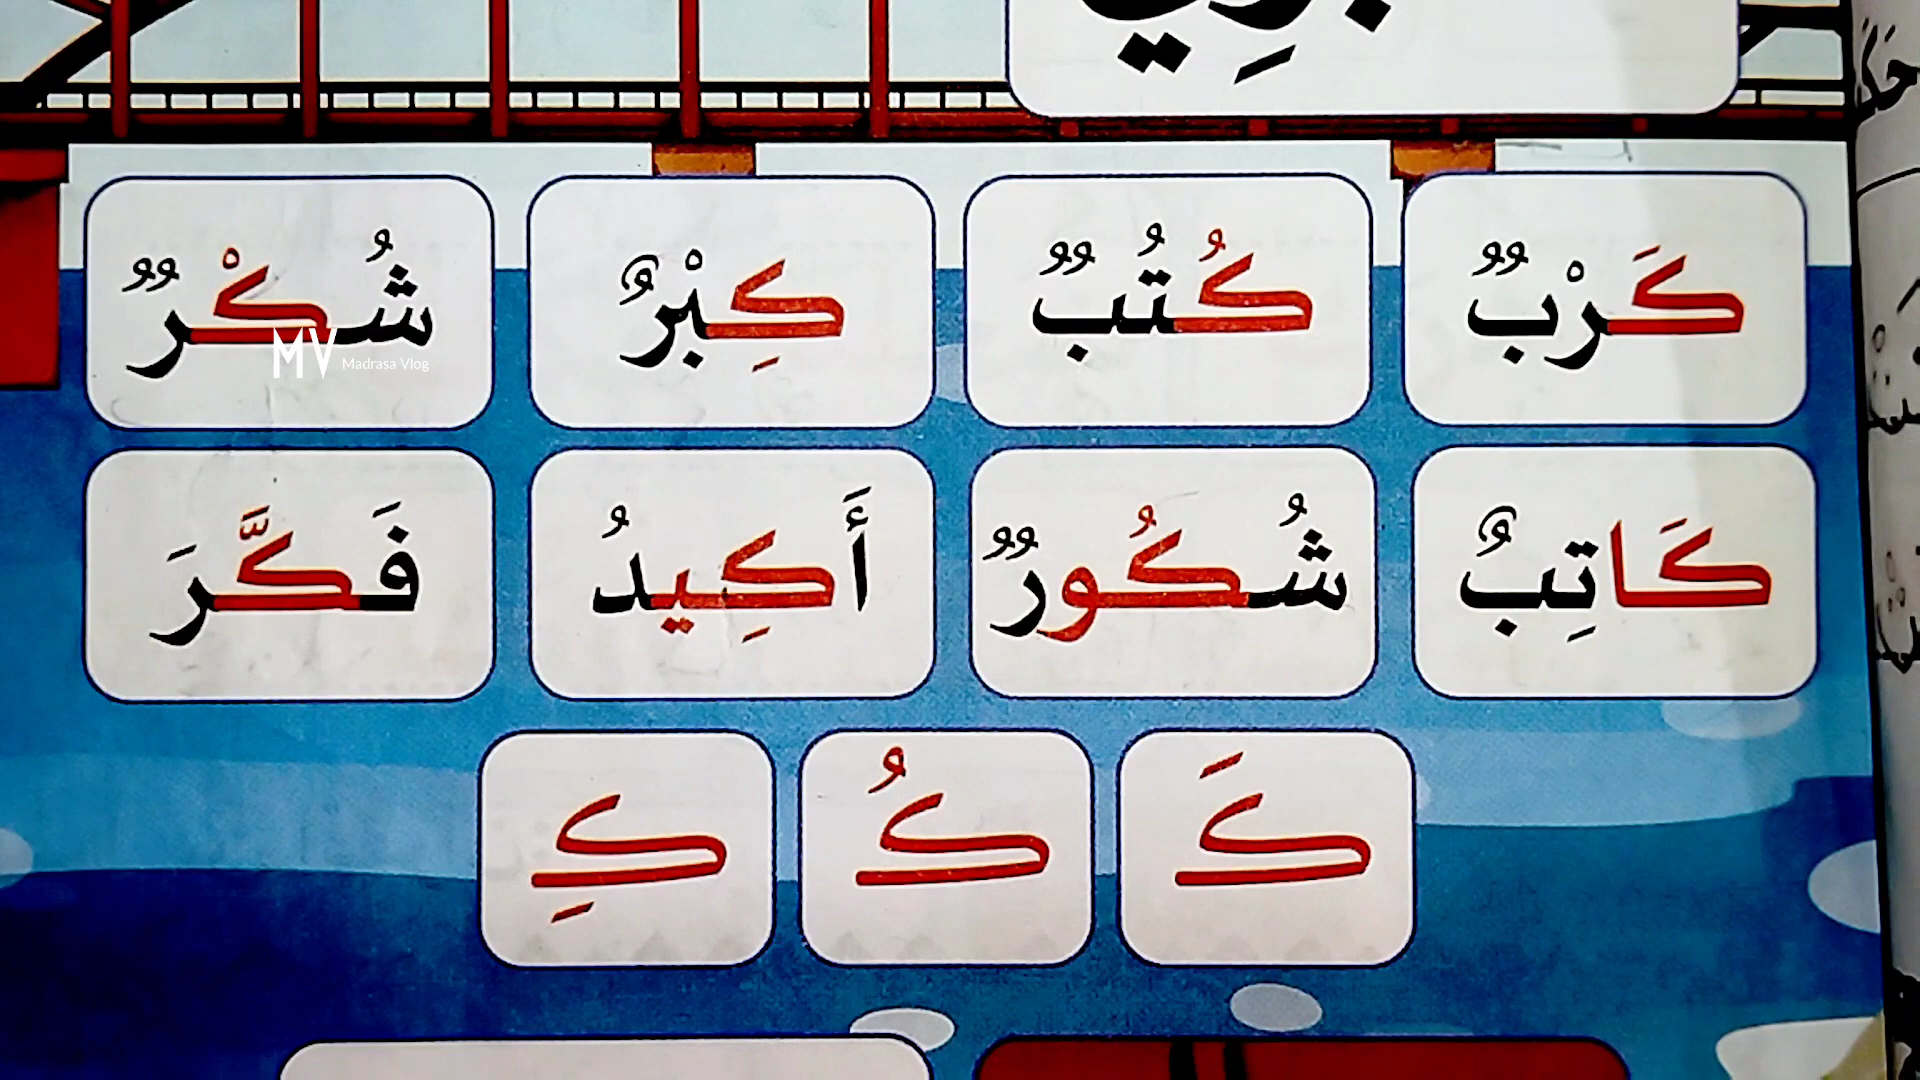 كَرْبٌ كُتُبٌ كِبْرٌ شُكْرٌ
MV Madrasa Vlog
كَاتِبٌ شُكُورٌ أَكِيدُ فَكَّرَ
كَ كُ كِ